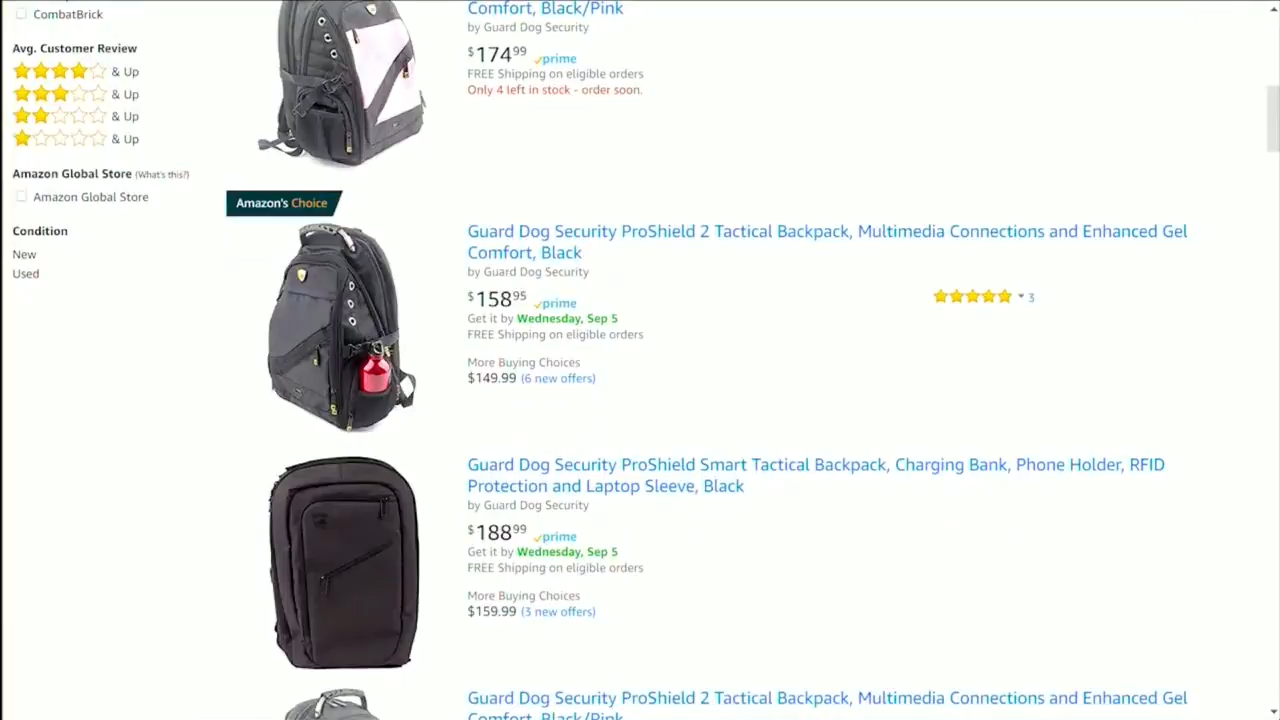 CombatBrick
Avg. Customer Review
& Up
& Up
& Up
& Up
Amazon Global Store (What's this?)
Amazon Global Store
Condition
New
Used
Comfort, Black/Pink
by Guard Dog Security
$174 99 prime
FREE Shipping on eligible orders
Only 4 left in stock - order soon.
Amazon's Choice
Guard Dog Security ProShield 2 Tactical Backpack, Multimedia Connections and Enhanced Gel
Comfort, Black
by Guard Dog Security
$158 95 prime
3
Get it by Wednesday, Sep 5
FREE Shipping on eligible orders
More Buying Choices
$149.99 (6 new offers)
Guard Dog Security ProShield Smart Tactical Backpack, Charging Bank, Phone Holder, RFID
Protection and Laptop Sleeve, Black
by Guard Dog Security
$188 99 prime
Get it by Wednesday, Sep 5
FREE Shipping on eligible orders
More Buying Choices
$159.99 (3 new offers)
Guard Dog Security ProShield 2 Tactical Backpack, Multimedia Connections and Enhanced Gel
Comfort, Black/Pink